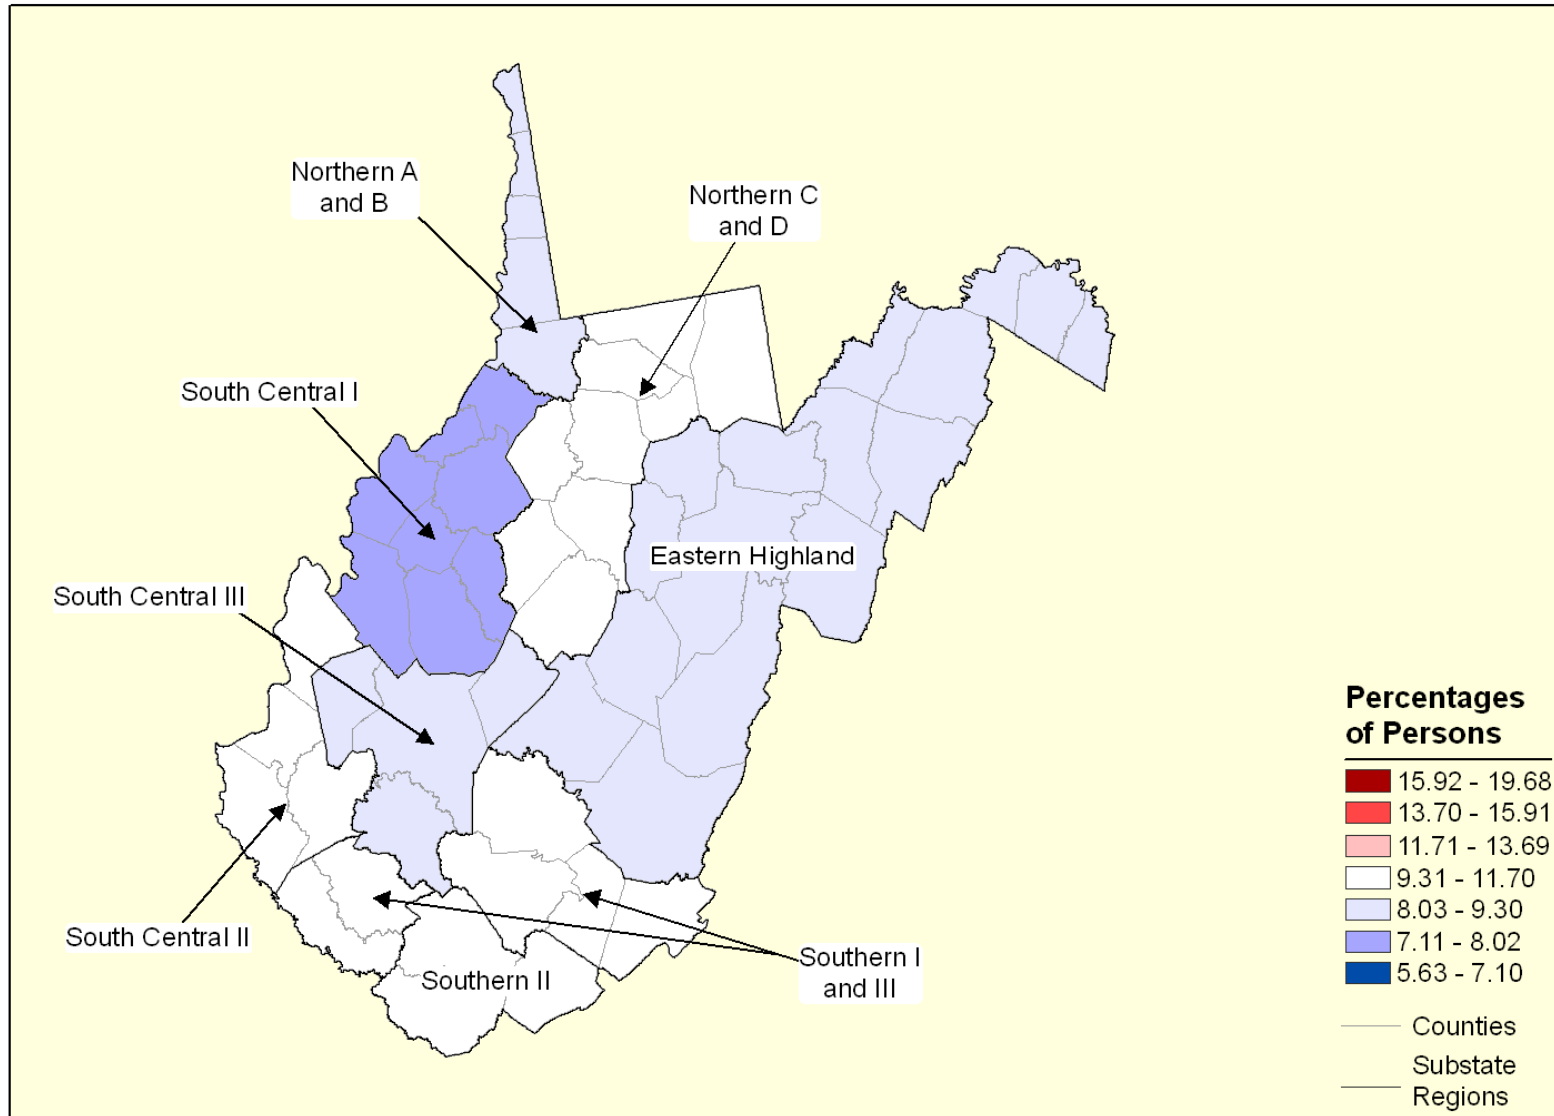 Northern A
and B
Northern C
and D
South Central I
Eastern Highland
South Central III
South Central II
Southern II
Southern I
and III
Percentages
of Persons
15.92 - 19.68
13.70 - 15.91
11.71 - 13.69
9.31 - 11.70
8.03 - 9.30
7.11 - 8.02
5.63 - 7.10
Counties
Substate
Regions